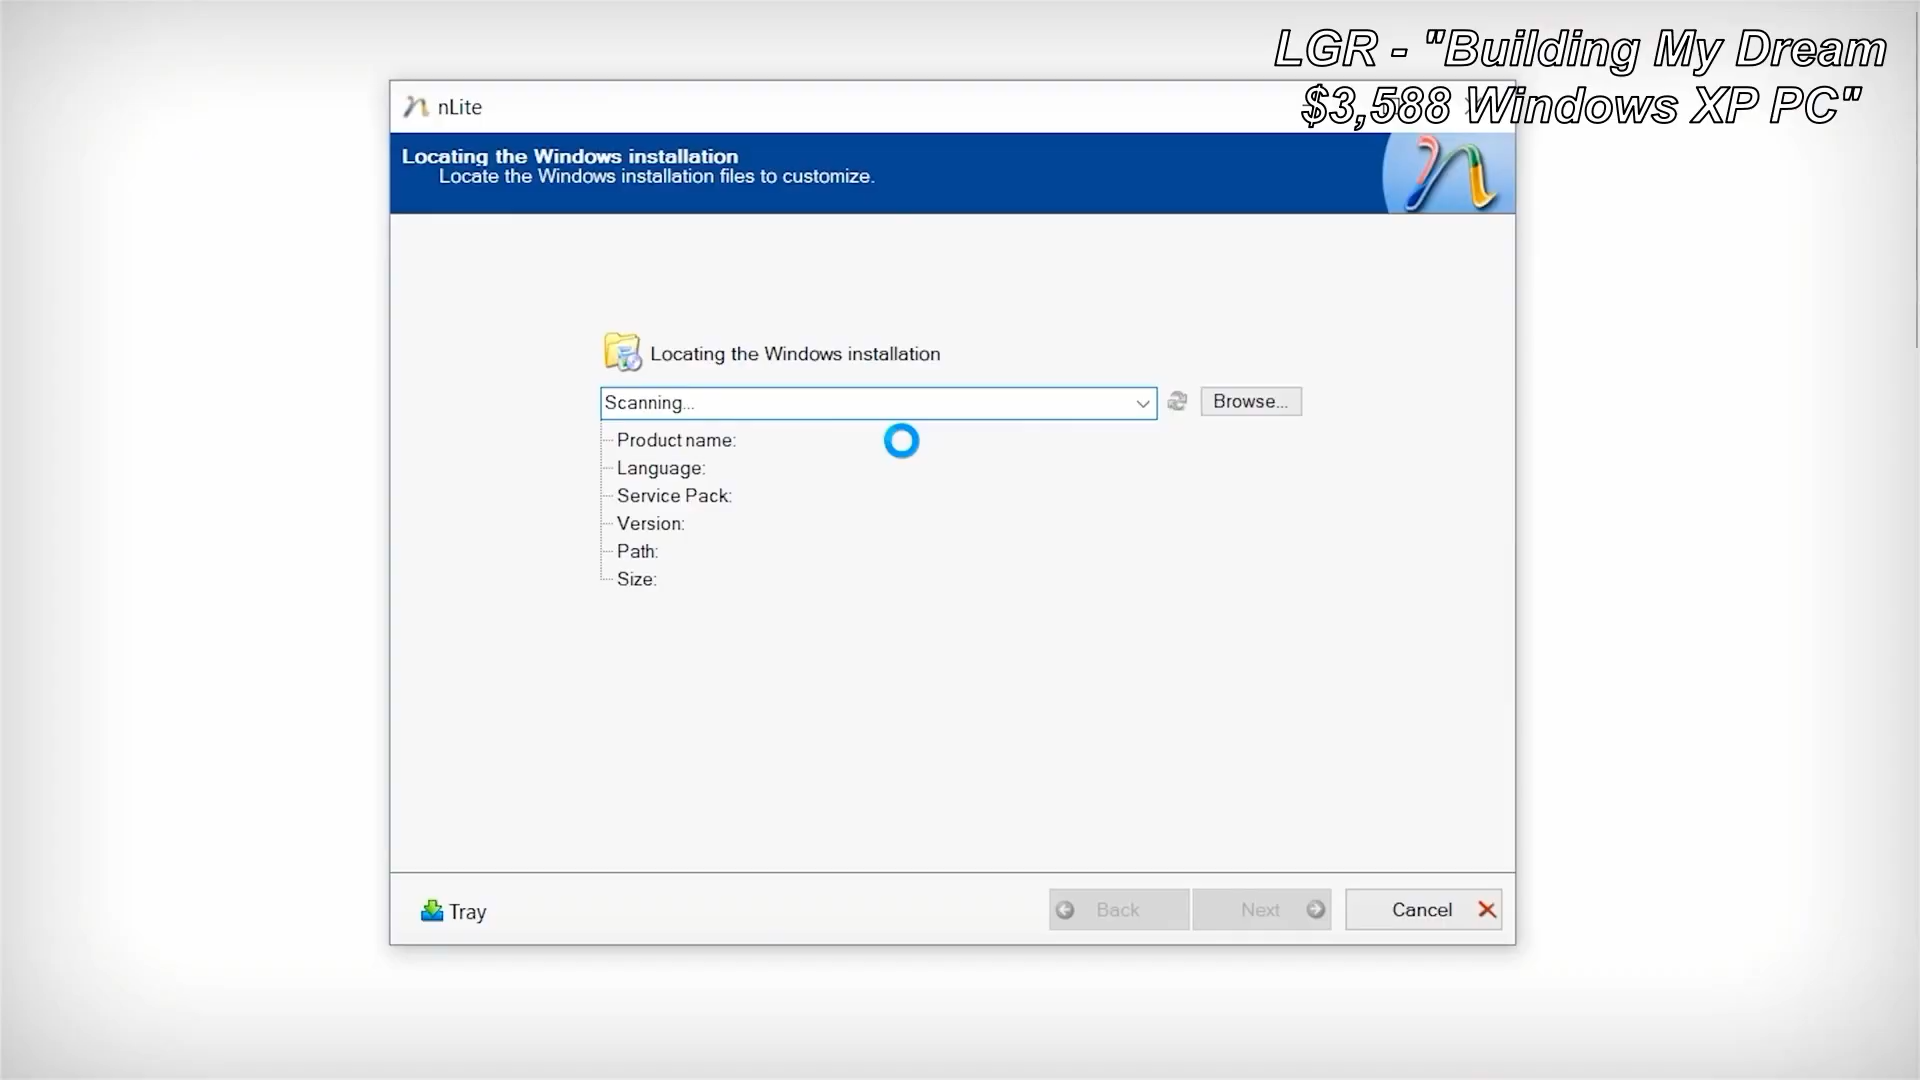 LGR - "Building My Dream
$3,588 Windows XP PC"
nLite
Locating the Windows installation
Locate the Windows installation files to customize.
Locating the Windows installation
Scanning...
Browse...
Product name:
Language:
Service Pack:
Version:
Path:
Size:
Tray
Back
Next
Cancel